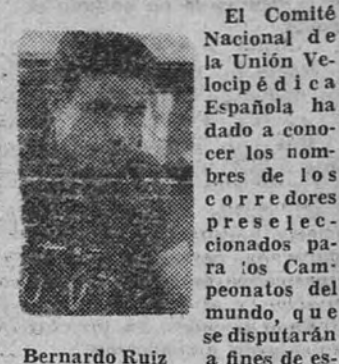 El Comité
Nacional de
la Unión Ve-
locipédica
Española ha
dado a cono-
cer los nom-
bres de los
corredores
preselec-
cionados pa-
ra los Cam-
peonatos del
mundo, que
se disputarán
a fines de es-
Bernardo Ruiz